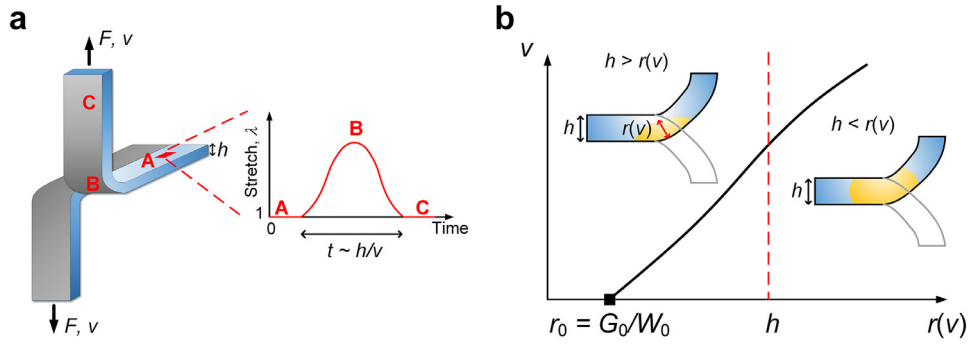 a
F, v
C
A
h
B
F, v
Stretch, λ
B
A
C
1
0
Time
t ~ h/v
b
v
h > r(v)
h
r(v)
h < r(v)
h
r₀ = G₀/W₀
h
r(v)